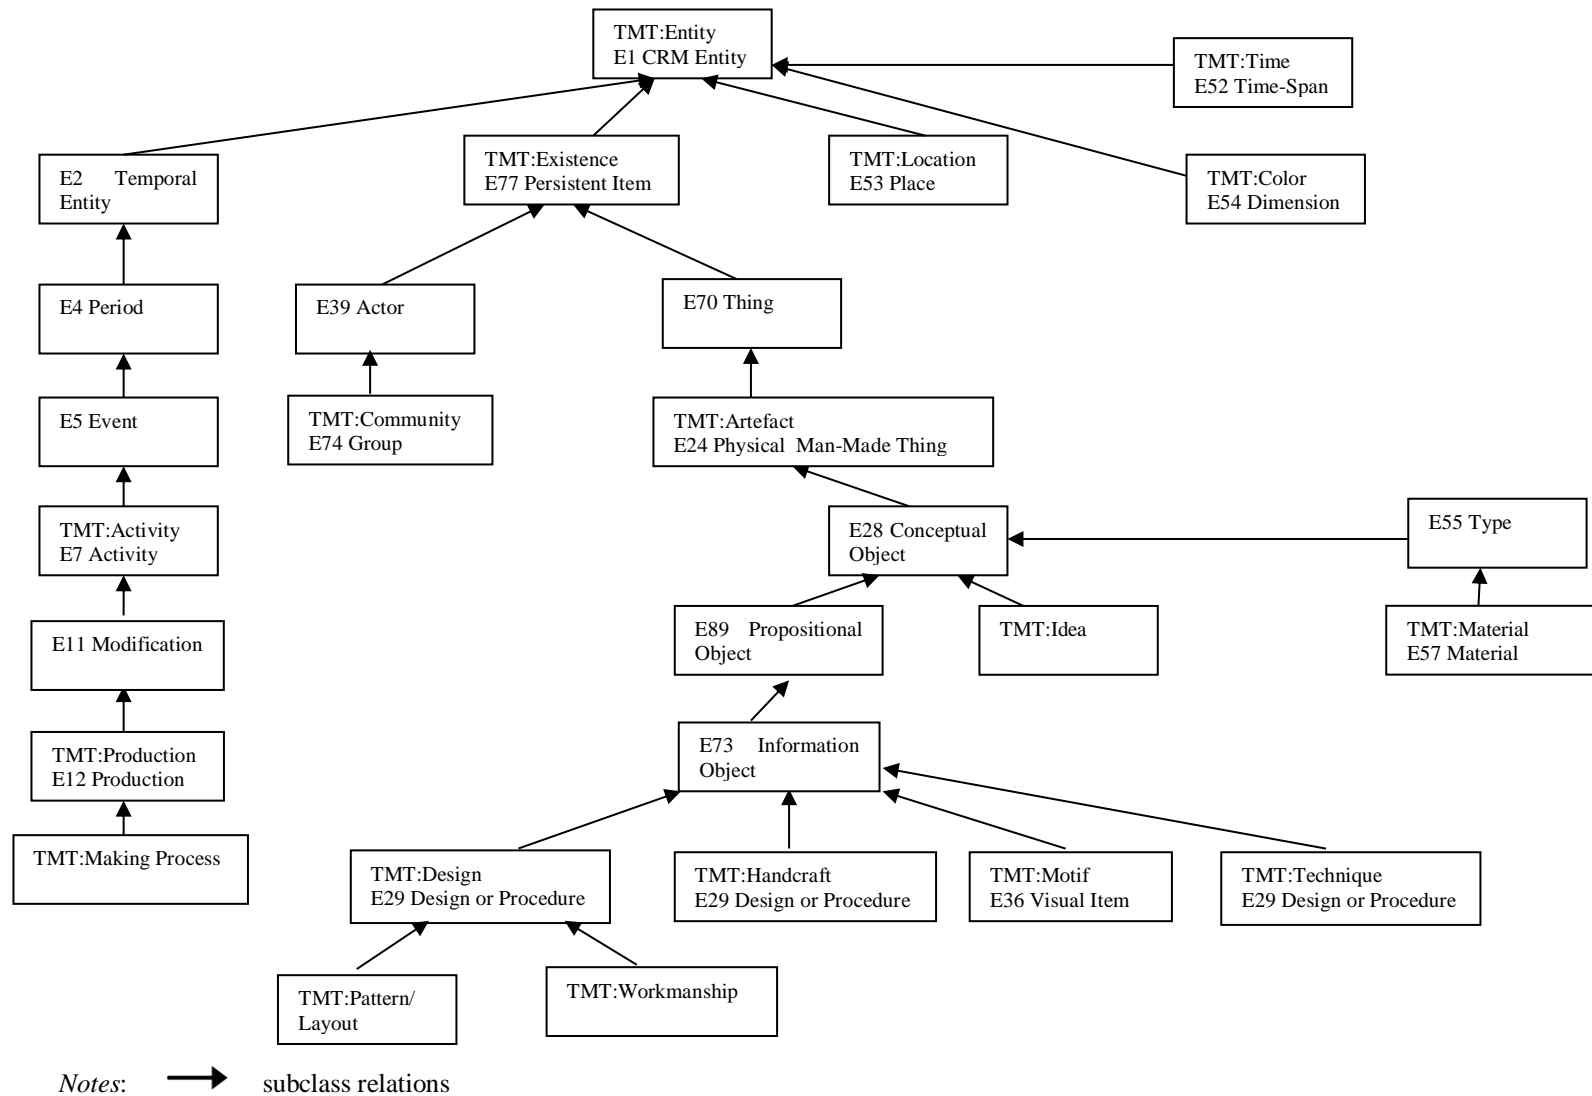 TMT:Entity
E1 CRM Entity
TMT:Time
E52 Time-Span
TMT:Existence
E77 Persistent Item
TMT:Location
E53 Place
E2 Temporal
Entity
TMT:Color
E54 Dimension
E4 Period
E39 Actor
E70 Thing
E5 Event
TMT:Community
E74 Group
TMT:Artefact
E24 Physical Man-Made Thing
TMT:Activity
E7 Activity
E28 Conceptual
Object
E55 Type
E11 Modification
E89 Propositional
Object
TMT:Idea
TMT:Material
E57 Material
TMT:Production
E12 Production
E73 Information
Object
TMT:Making Process
TMT:Design
E29 Design or Procedure
TMT:Handcraft
E29 Design or Procedure
TMT:Motif
E36 Visual Item
TMT:Technique
E29 Design or Procedure
TMT:Pattern/
Layout
TMT:Workmanship
Notes: subclass relations